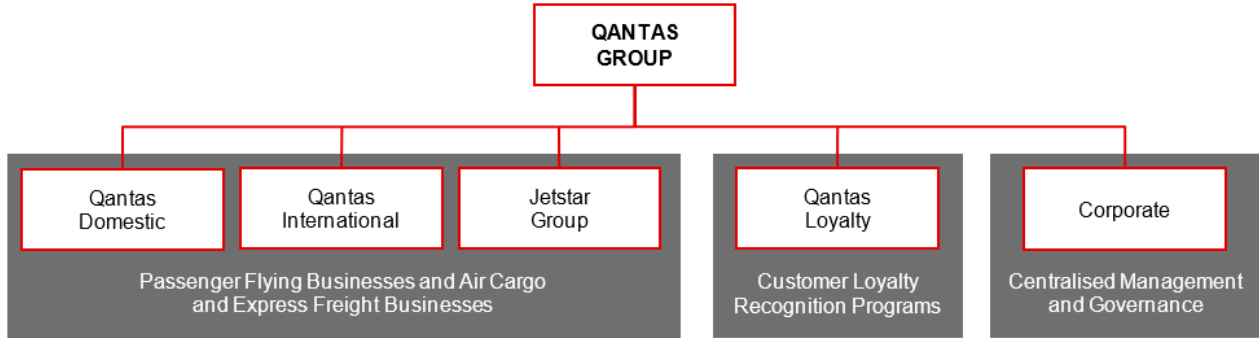 QANTAS
GROUP
Qantas
Domestic
Qantas
International
Jetstar
Group
Qantas
Loyalty
Corporate
Passenger Flying Businesses and Air Cargo
and Express Freight Businesses
Customer Loyalty
Recognition Programs
Centralised Management
and Governance